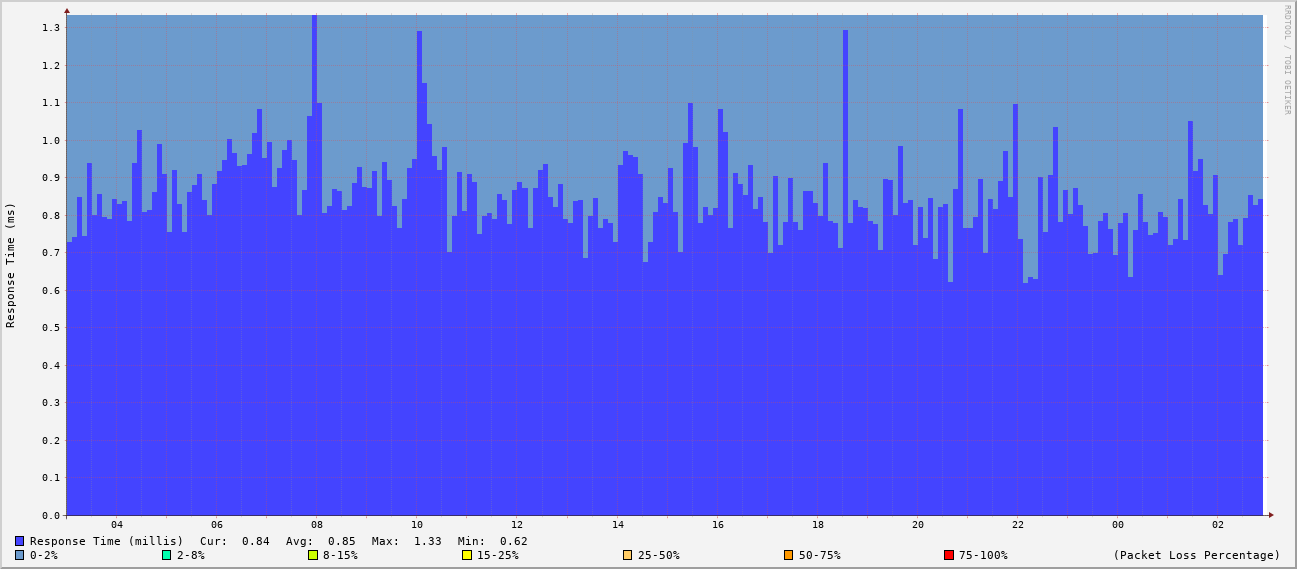 RRDTOOL / TOBI OETIKER
Response Time (ms)
1.3
1.2
1.1
1.0
0.9
0.8
0.7
0.6
0.5
0.4
0.3
0.2
0.1
0.0
04 06 08 10 12 14 16 18 20 22 00 02
Response Time (millis) Cur: 0.84 Avg: 0.85 Max: 1.33 Min: 0.62
0-2% 2-8% 8-15% 15-25% 25-50% 50-75% 75-100% (Packet Loss Percentage)